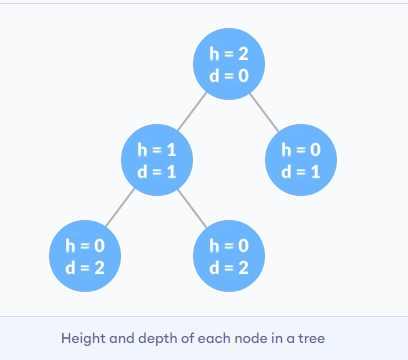 h = 2
d = 0
h = 1
d = 1
h = 0
d = 1
h = 0
d = 2
h = 0
d = 2
Height and depth of each node in a tree